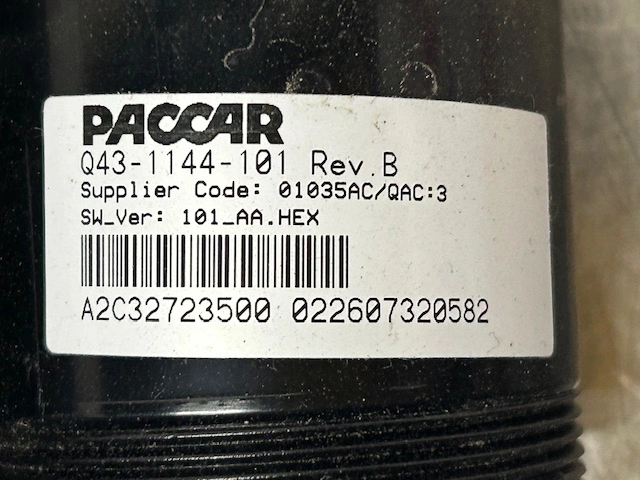 PACCAR
Q43-1144-101 Rev.B
Supplier Code: 01035AC/QAC:3
SW_Ver: 101_AA.HEX
A2C32723500 022607320582